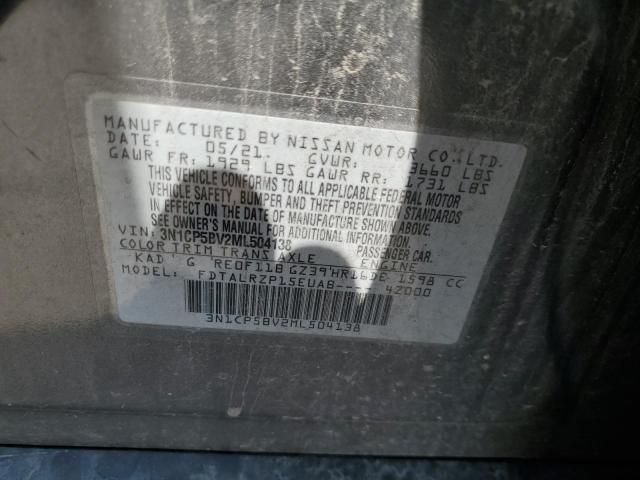 MANUFACTURED BY NISSAN MOTOR CO., LTD.
DATE: 05/21 GVWR: 3660 LBS
GAWR FR: 1929 LBS GAWR RR: 1731 LBS
THIS VEHICLE CONFORMS TO ALL APPLICABLE FEDERAL MOTOR
VEHICLE SAFETY, BUMPER AND THEFT PREVENTION STANDARDS
IN EFFECT ON THE DATE OF MANUFACTURE SHOWN ABOVE.
SEE OWNER'S MANUAL FOR ADDITIONAL INFORMATION.
VIN: 3N1CP5BV2ML504138 PASSENGER CAR.
COLOR TRIM TRANS AXLE ENGINE
KAD G RE0F11B GZ39 HR16DE 1598 CC
MODEL: FDTALRZP15EUAB---- 42000
3N1CP5BV2ML504138